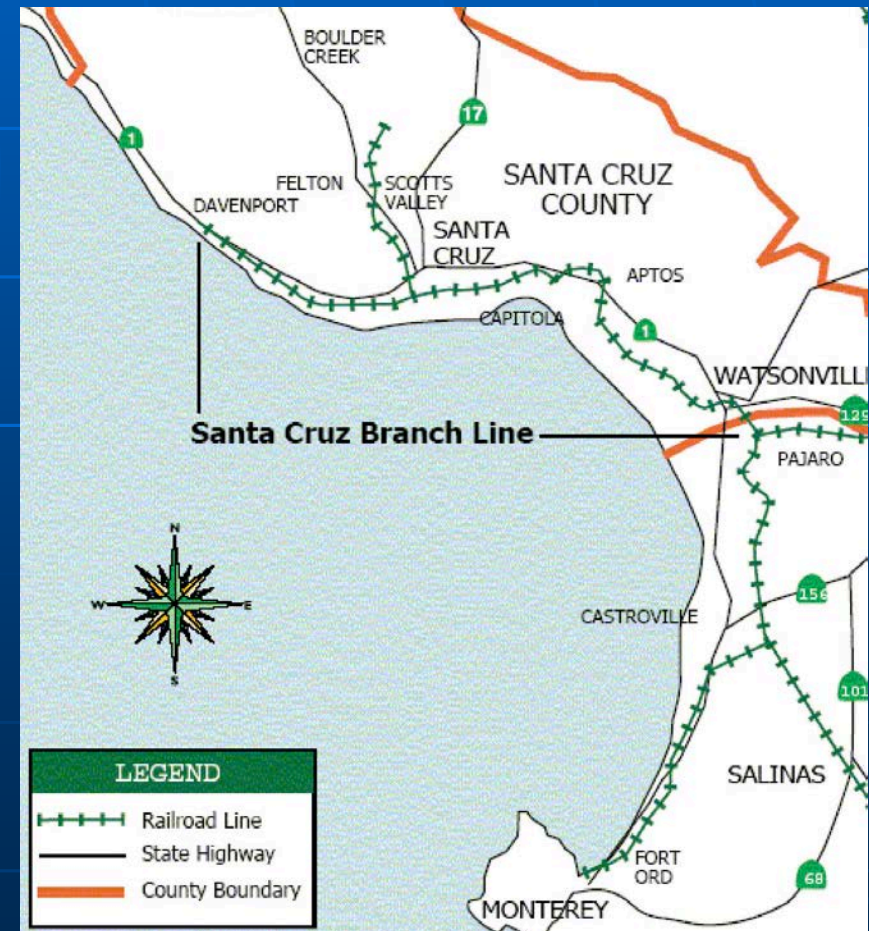 BOULDER
CREEK
17
1
FELTON
SCOTTS
VALLEY
SANTA CRUZ
COUNTY
DAVENPORT
SANTA
CRUZ
APTOS
CAPITOLA
1
WATSONVILLE
129
Santa Cruz Branch Line
PAJARO
N
W
E
S
156
CASTROVILLE
101
LEGEND
Railroad Line
State Highway
County Boundary
SALINAS
FORT
ORD
68
MONTEREY